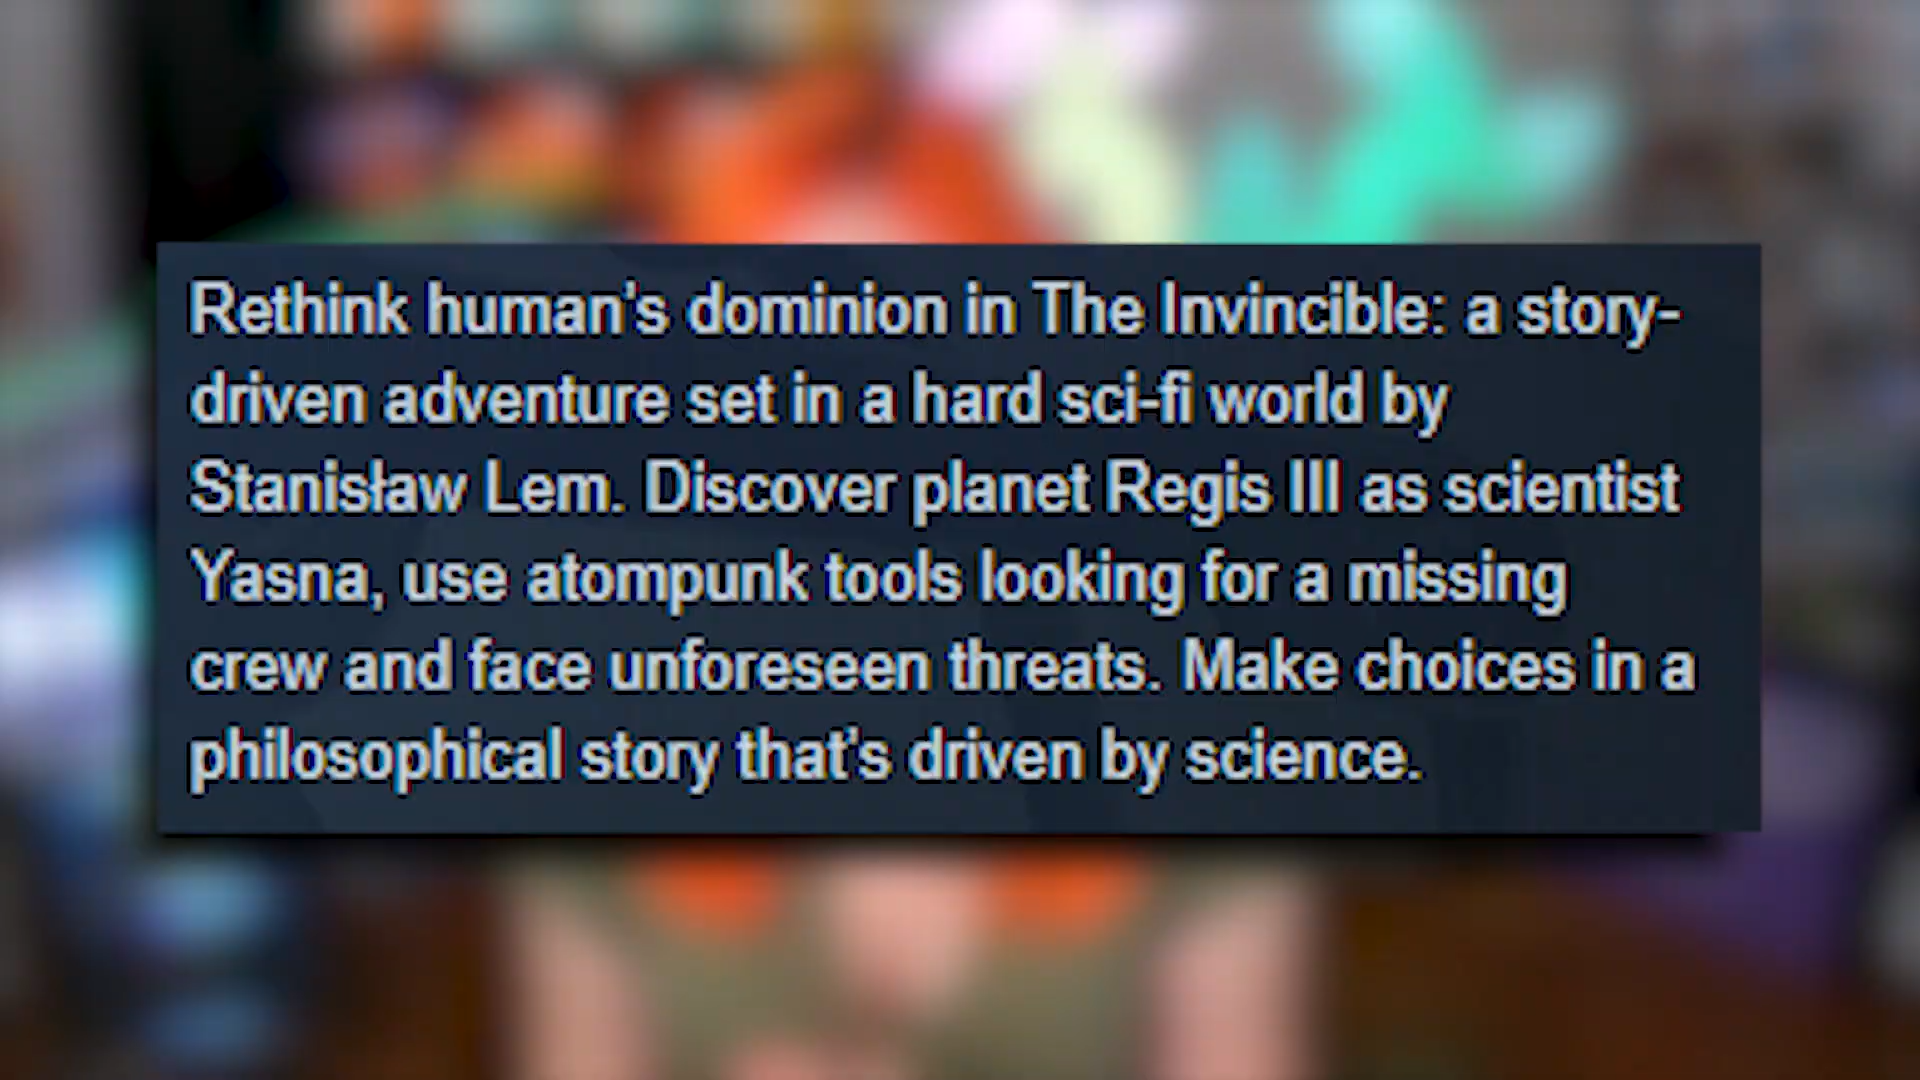 Rethink human's dominion in The Invincible: a story-
driven adventure set in a hard sci-fi world by
Stanisław Lem. Discover planet Regis III as scientist
Yasna, use atompunk tools looking for a missing
crew and face unforeseen threats. Make choices in a
philosophical story that's driven by science.